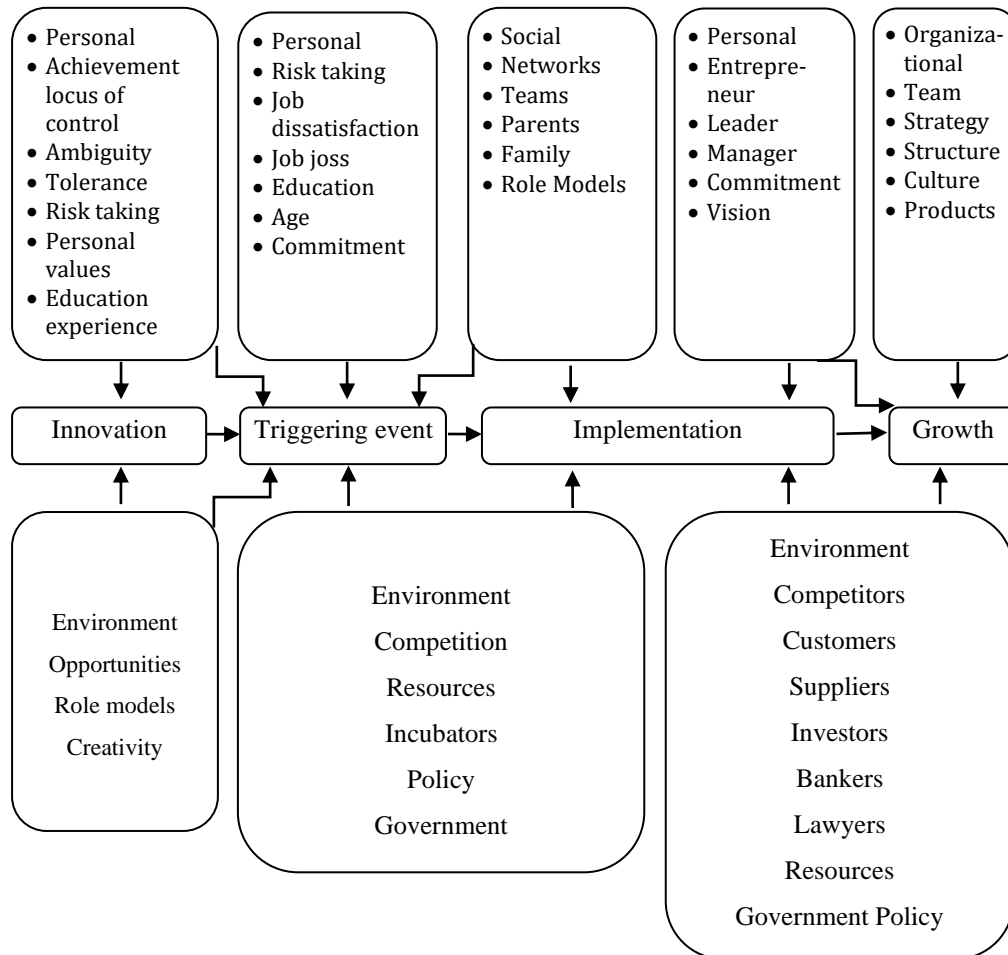 • Personal
• Achievement
locus of
control
• Ambiguity
• Tolerance
• Risk taking
• Personal
values
• Education
experience
• Personal
• Risk taking
• Job
dissatisfaction
• Job joss
• Education
• Age
• Commitment
• Social
• Networks
• Teams
• Parents
• Family
• Role Models
• Personal
• Entrepre-
neur
• Leader
• Manager
• Commitment
• Vision
• Organiza-
tional
• Team
• Strategy
• Structure
• Culture
• Products
Innovation
Triggering event
Implementation
Growth
Environment
Opportunities
Role models
Creativity
Environment
Competition
Resources
Incubators
Policy
Government
Environment
Competitors
Customers
Suppliers
Investors
Bankers
Lawyers
Resources
Government Policy